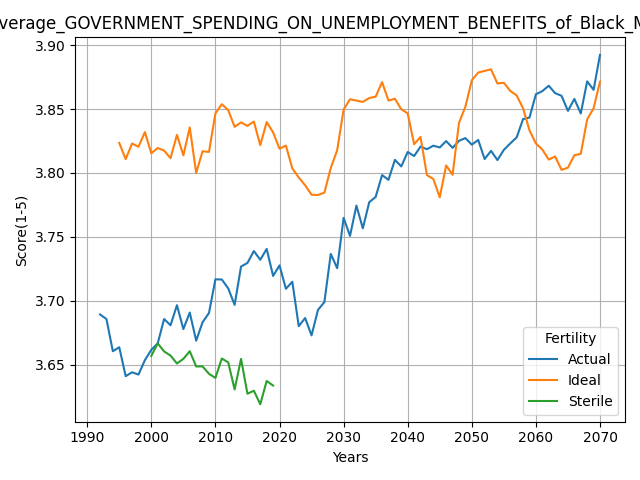 verage_GOVERNMENT_SPENDING_ON_UNEMPLOYMENT_BENEFITS_of_Black_M
3.90
3.85
3.80
3.75
3.70
3.65
Score(1-5)
Fertility
Actual
Ideal
Sterile
1990 2000 2010 2020 2030 2040 2050 2060 2070
Years